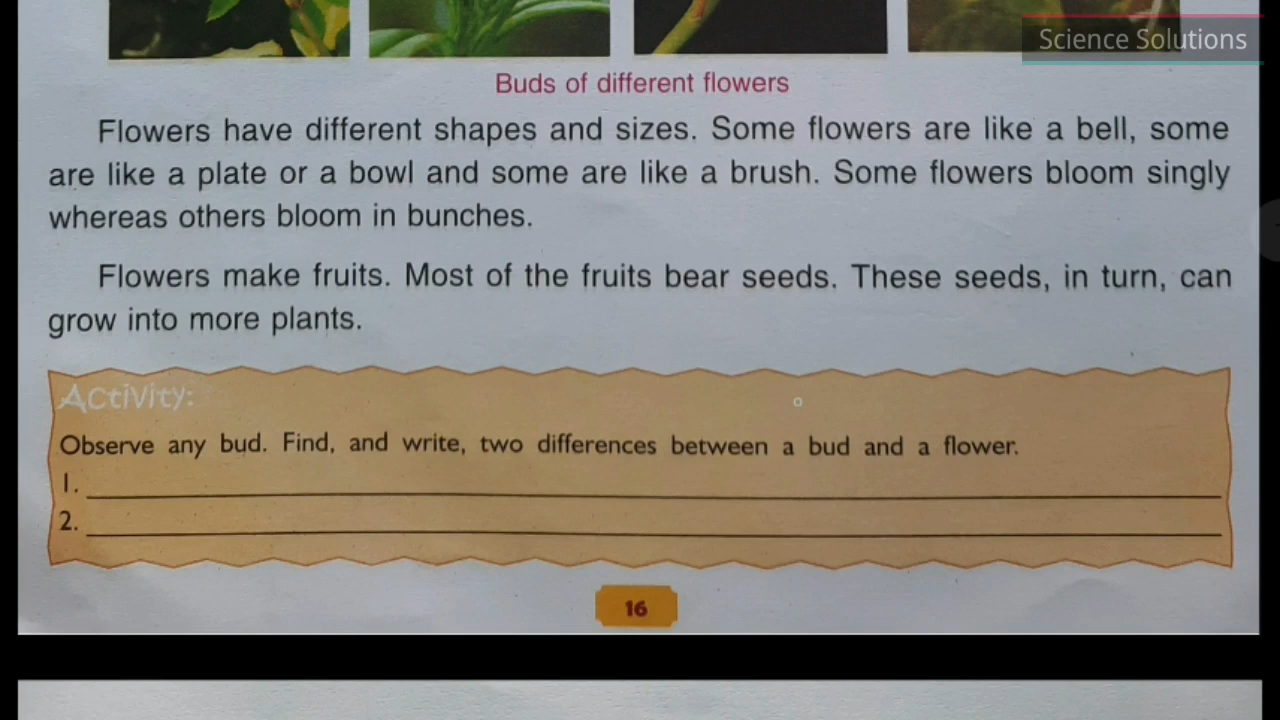 Science Solutions
Buds of different flowers
Flowers have different shapes and sizes. Some flowers are like a bell, some
are like a plate or a bowl and some are like a brush. Some flowers bloom singly
whereas others bloom in bunches.
Flowers make fruits. Most of the fruits bear seeds. These seeds, in turn, can
grow into more plants.
Activity:
Observe any bud. Find, and write, two differences between a bud and a flower.
1.
2.
16